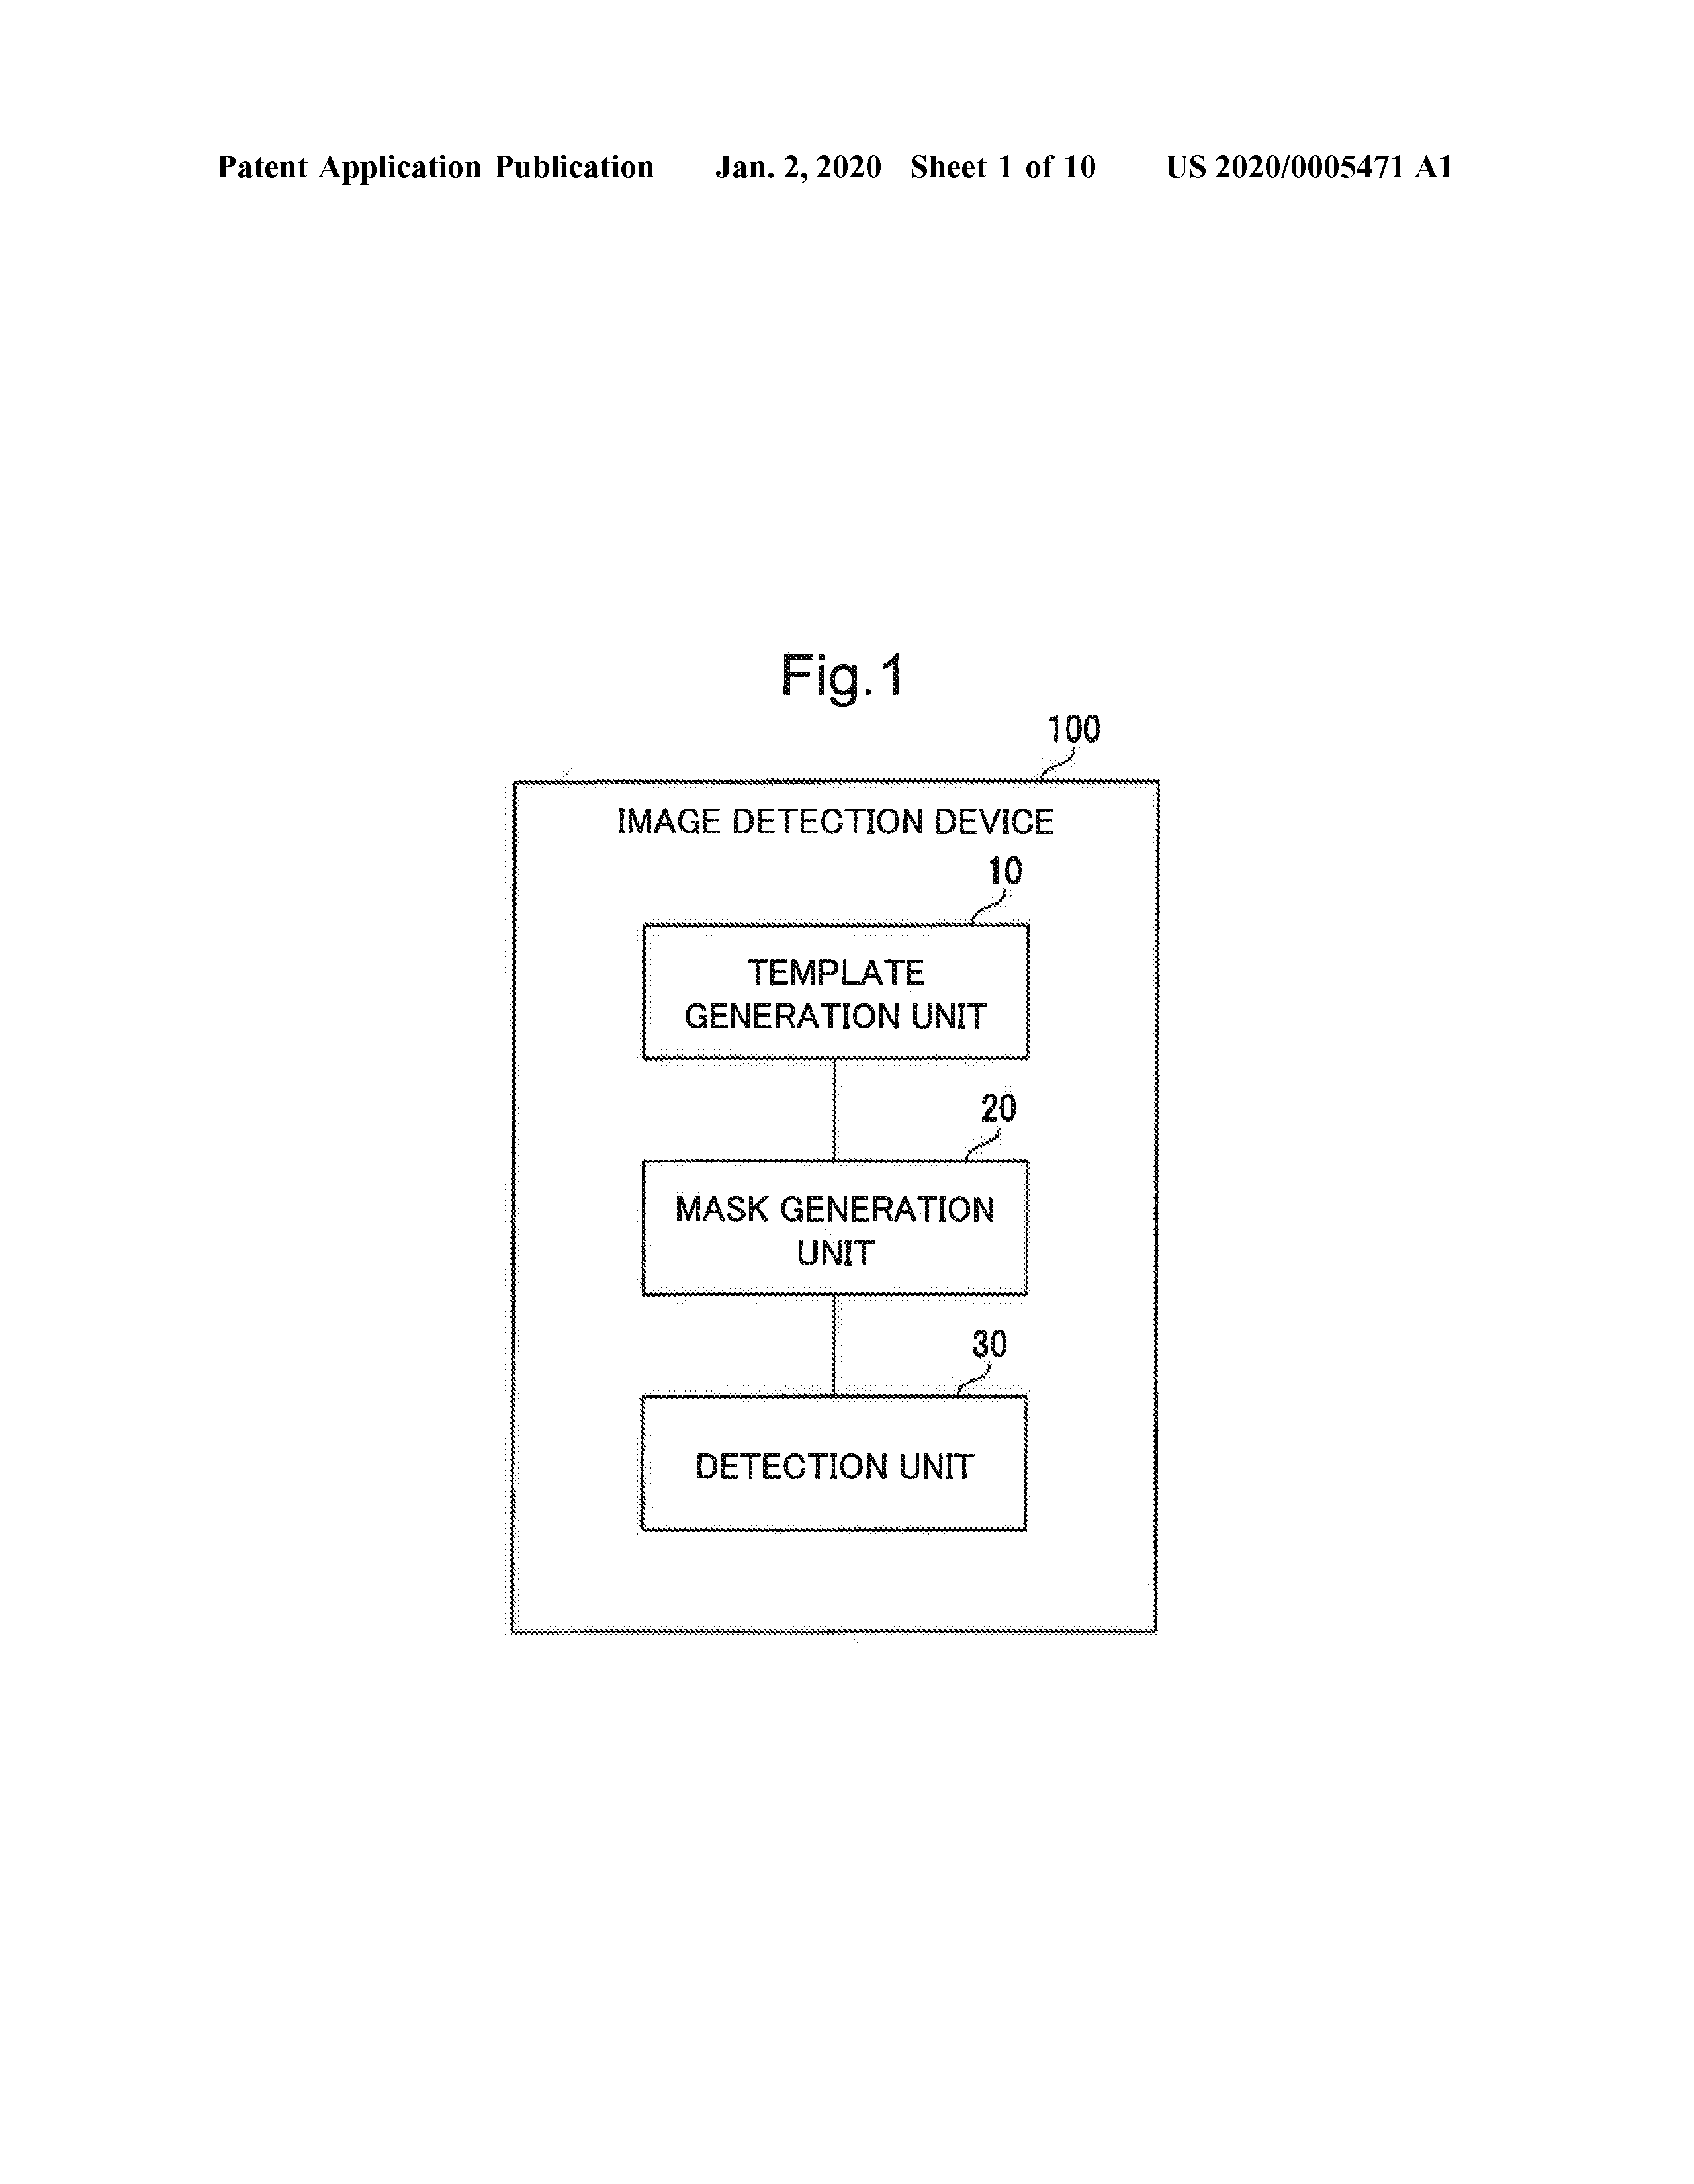 Patent Application Publication Jan. 2, 2020 Sheet 1 of 10 US 2020/0005471 A1
Fig.1
100
IMAGE DETECTION DEVICE
10
TEMPLATE
GENERATION UNIT
20
MASK GENERATION
UNIT
30
DETECTION UNIT